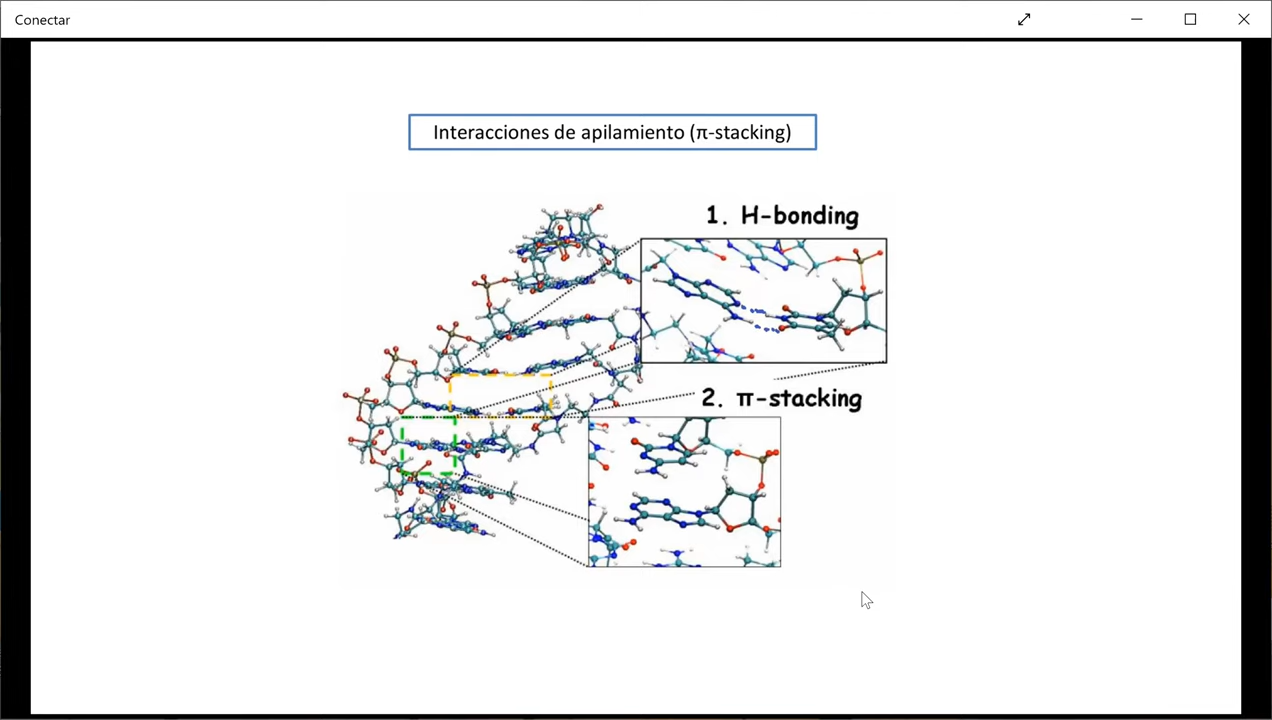 Conectar
Interacciones de apilamiento (π-stacking)
1. H-bonding
2. π-stacking